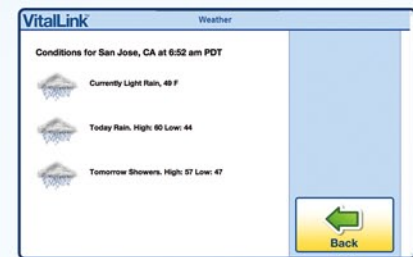 VitalLink
Weather
Conditions for San Jose, CA at 6:52 am PDT
Currently Light Rain, 49 F
Today Rain. High: 60 Low: 44
Tomorrow Showers. High: 57 Low: 47
Back